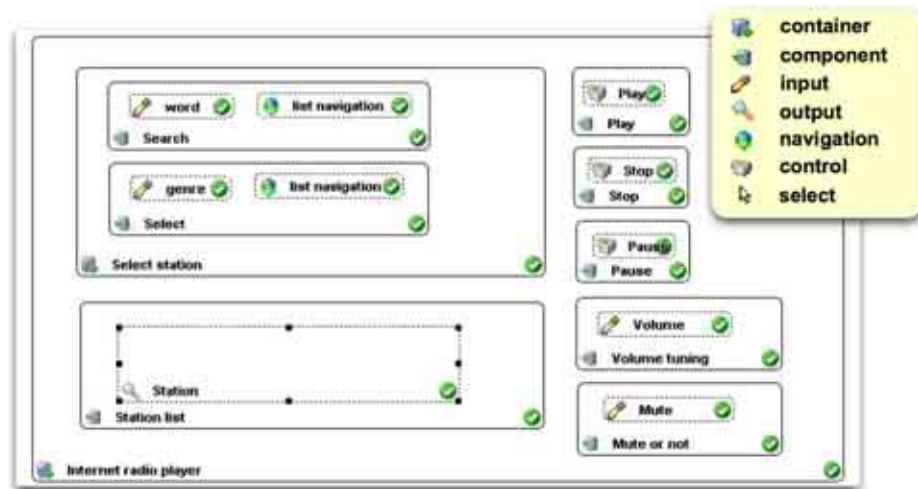 container
component
input
output
navigation
control
select
word
list navigation
Search
genre
list navigation
Select
Select station
Station
Station list
Play
Play
Stop
Stop
Pause
Pause
Volume
Volume tuning
Mute
Mute or not
Internet radio player